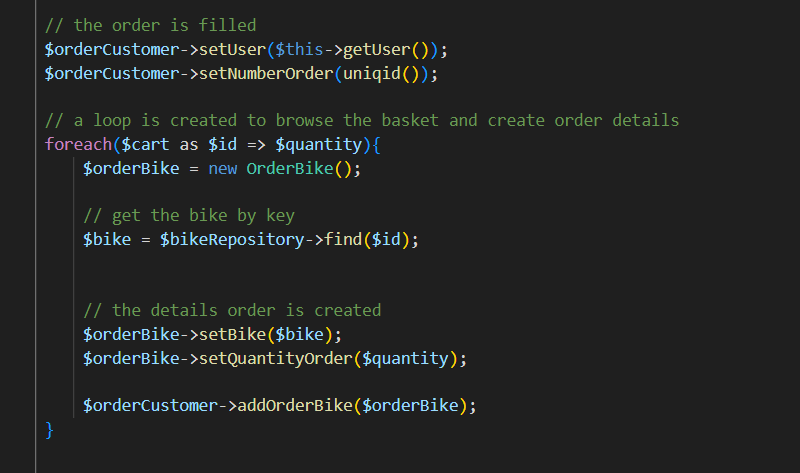 // the order is filled
$orderCustomer->setUser($this->getUser());
$orderCustomer->setNumberOrder(uniqid());
// a loop is created to browse the basket and create order details
foreach($cart as $id => $quantity){
$orderBike = new OrderBike();
// get the bike by key
$bike = $bikeRepository->find($id);
// the details order is created
$orderBike->setBike($bike);
$orderBike->setQuantityOrder($quantity);
$orderCustomer->addOrderBike($orderBike);
}